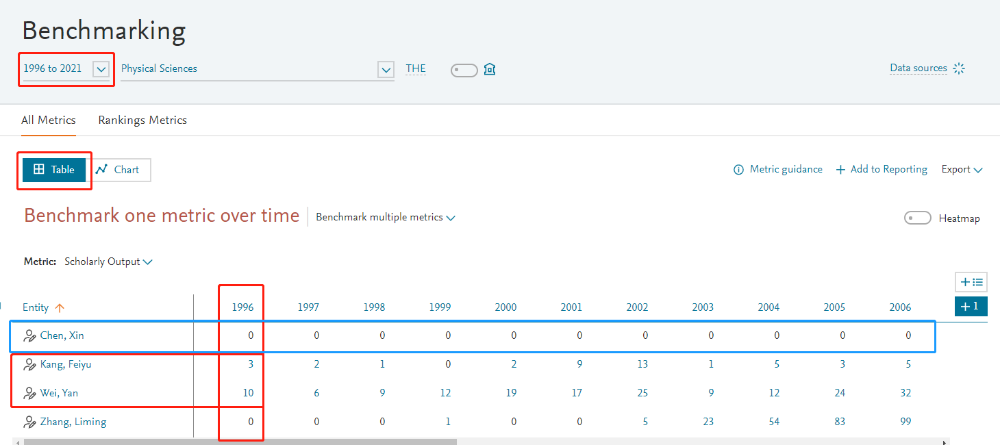 Benchmarking
1996 to 2021 Physical Sciences THE Data sources
All Metrics Rankings Metrics
Table Chart Metric guidance Add to Reporting Export
Benchmark one metric over time Benchmark multiple metrics Heatmap
Metric: Scholarly Output
Entity 1996 1997 1998 1999 2000 2001 2002 2003 2004 2005 2006 + 1
Chen, Xin 0 0 0 0 0 0 0 0 0 0 0
Kang, Feiyu 3 2 1 0 2 9 13 1 5 3 5
Wei, Yan 10 6 9 12 19 17 25 9 12 24 32
Zhang, Liming 0 0 0 1 0 0 5 23 54 83 99